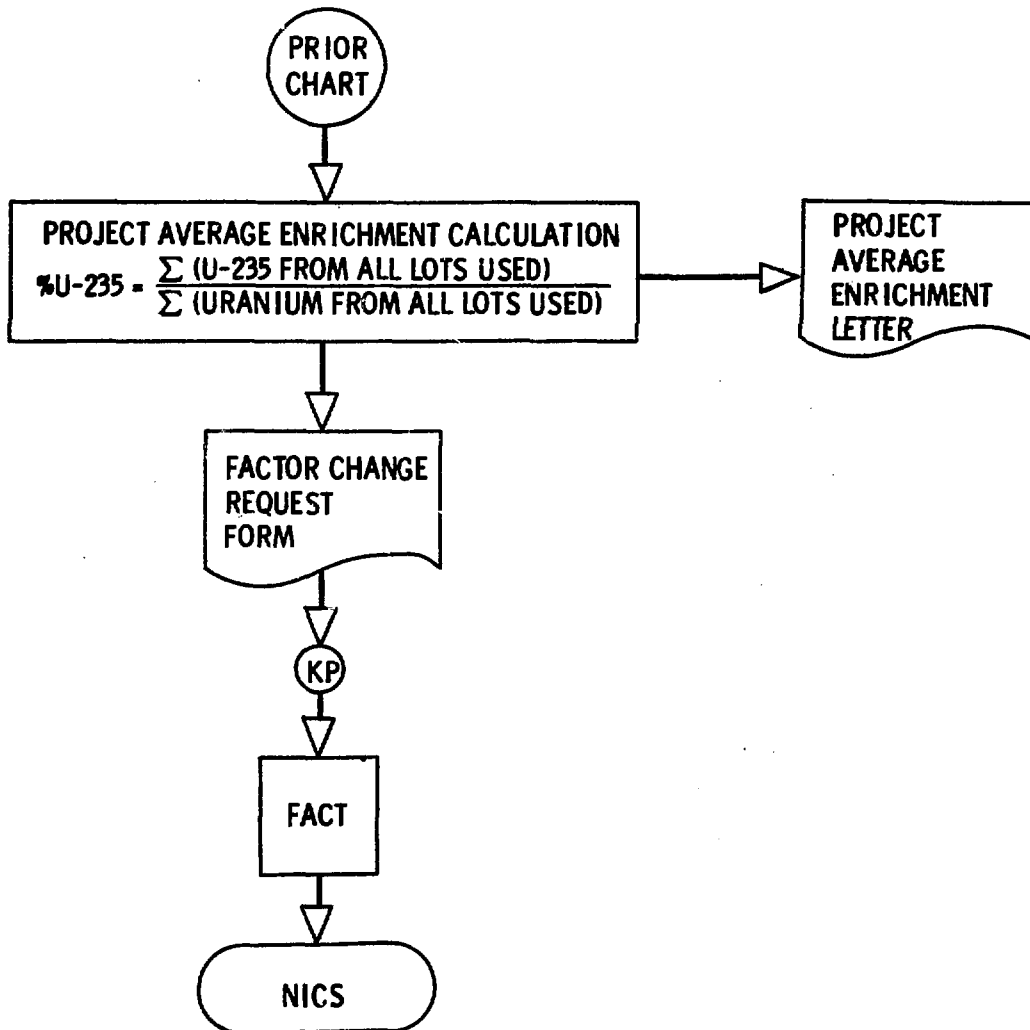 PRIOR
CHART
PROJECT AVERAGE ENRICHMENT CALCULATION
%U-235 = Σ (U-235 FROM ALL LOTS USED)
Σ (URANIUM FROM ALL LOTS USED)
PROJECT
AVERAGE
ENRICHMENT
LETTER
FACTOR CHANGE
REQUEST
FORM
KP
FACT
NICS